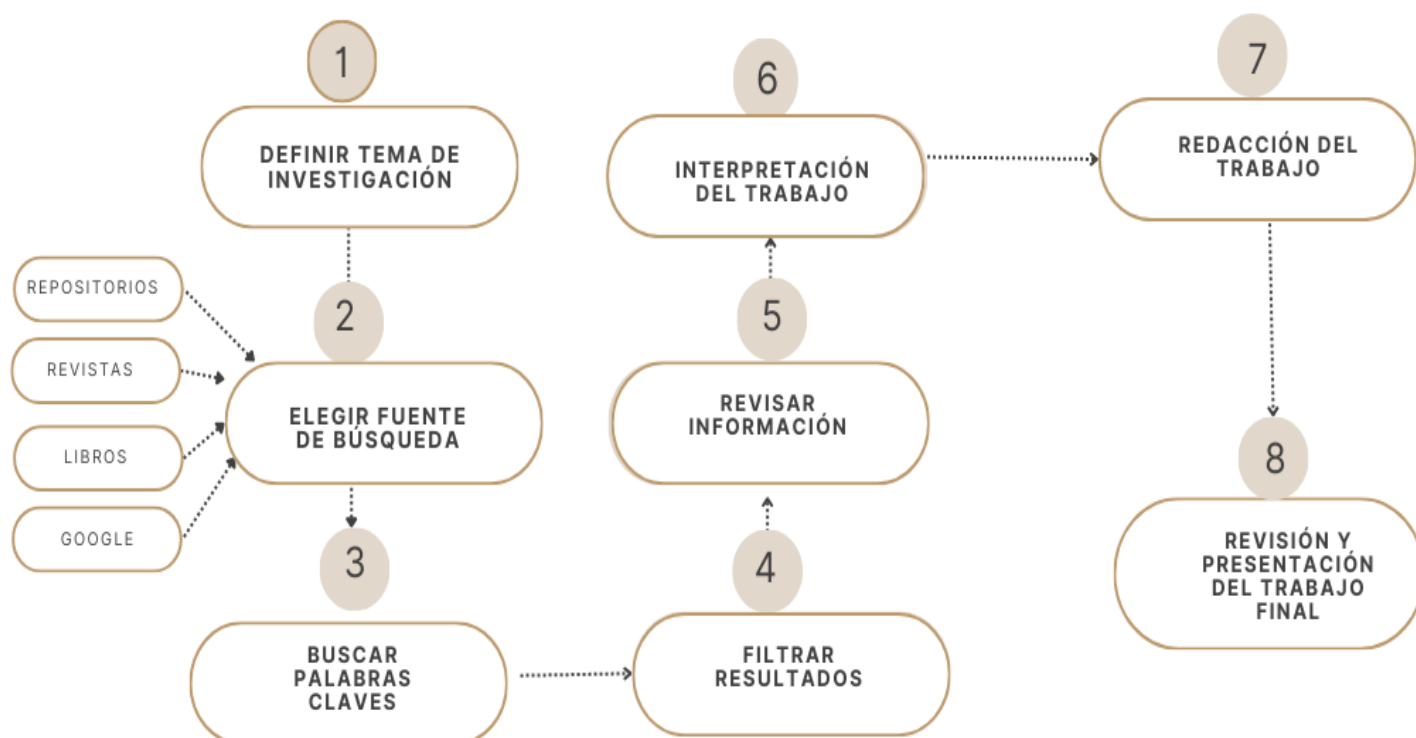 1
DEFINIR TEMA DE
INVESTIGACIÓN
REPOSITORIOS
REVISTAS
LIBROS
GOOGLE
2
ELEGIR FUENTE
DE BÚSQUEDA
3
BUSCAR
PALABRAS
CLAVES
4
FILTRAR
RESULTADOS
5
REVISAR
INFORMACIÓN
6
INTERPRETACIÓN
DEL TRABAJO
7
REDACCIÓN DEL
TRABAJO
8
REVISIÓN Y
PRESENTACIÓN
DEL TRABAJO
FINAL